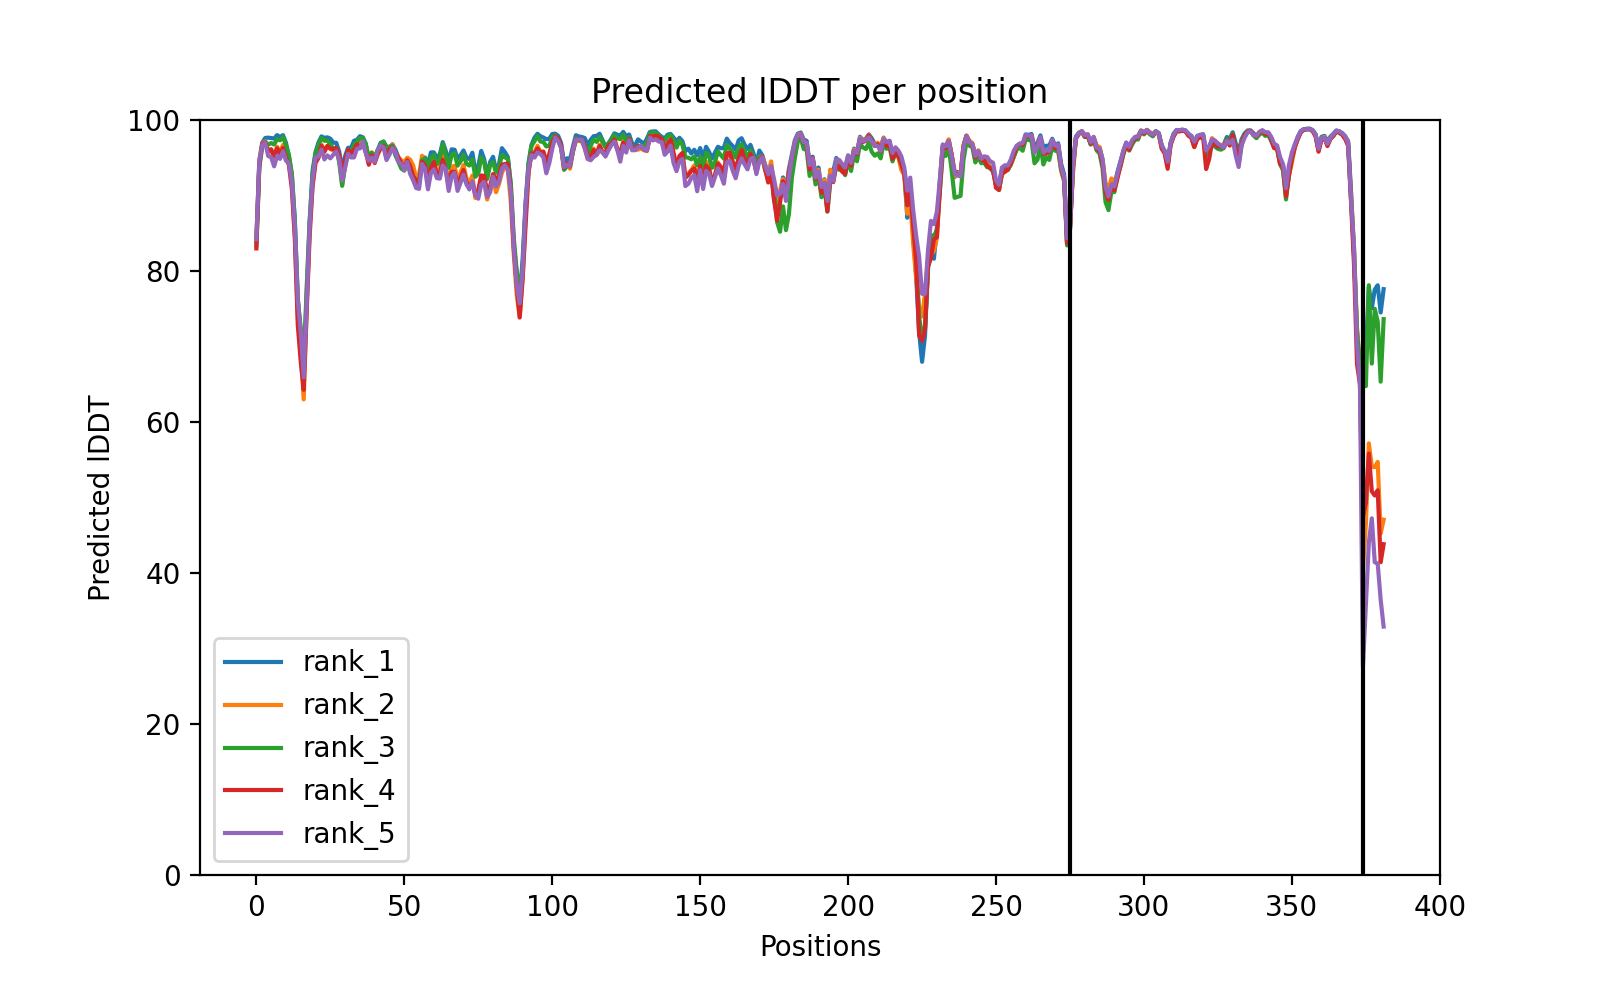 Predicted lDDT per position
100
80
60
40
20
0
Predicted lDDT
rank_1
rank_2
rank_3
rank_4
rank_5
0 50 100 150 200 250 300 350 400
Positions